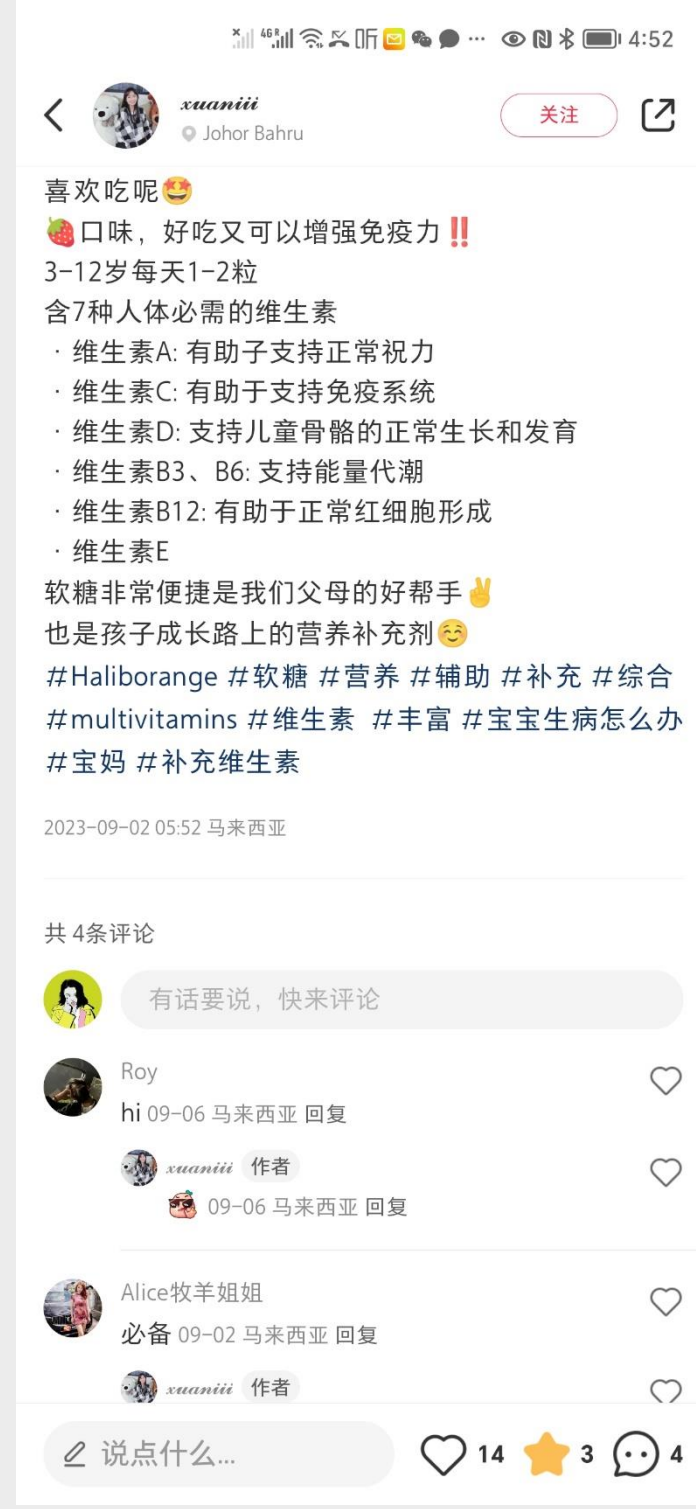 46R 听 ... 4:52
xuaniii
Johor Bahru
关注
喜欢吃呢🤩
🍓口味，好吃又可以增强免疫力‼️
3-12岁每天1-2粒
含7种人体必需的维生素
· 维生素A: 有助子支持正常祝力
· 维生素C: 有助于支持免疫系统
· 维生素D: 支持儿童骨骼的正常生长和发育
· 维生素B3、B6: 支持能量代潮
· 维生素B12: 有助于正常红细胞形成
· 维生素E
软糖非常便捷是我们父母的好帮手✌️
也是孩子成长路上的营养补充剂☺️
#Haliborange #软糖 #营养 #辅助 #补充 #综合
#multivitamins #维生素 #丰富 #宝宝生病怎么办
#宝妈 #补充维生素
2023-09-02 05:52 马来西亚
共 4条评论
有话要说，快来评论
Roy
hi 09-06 马来西亚 回复
xuaniii 作者
09-06 马来西亚 回复
Alice牧羊姐姐
必备 09-02 马来西亚 回复
xuaniii 作者
说点什么... 14 3 4